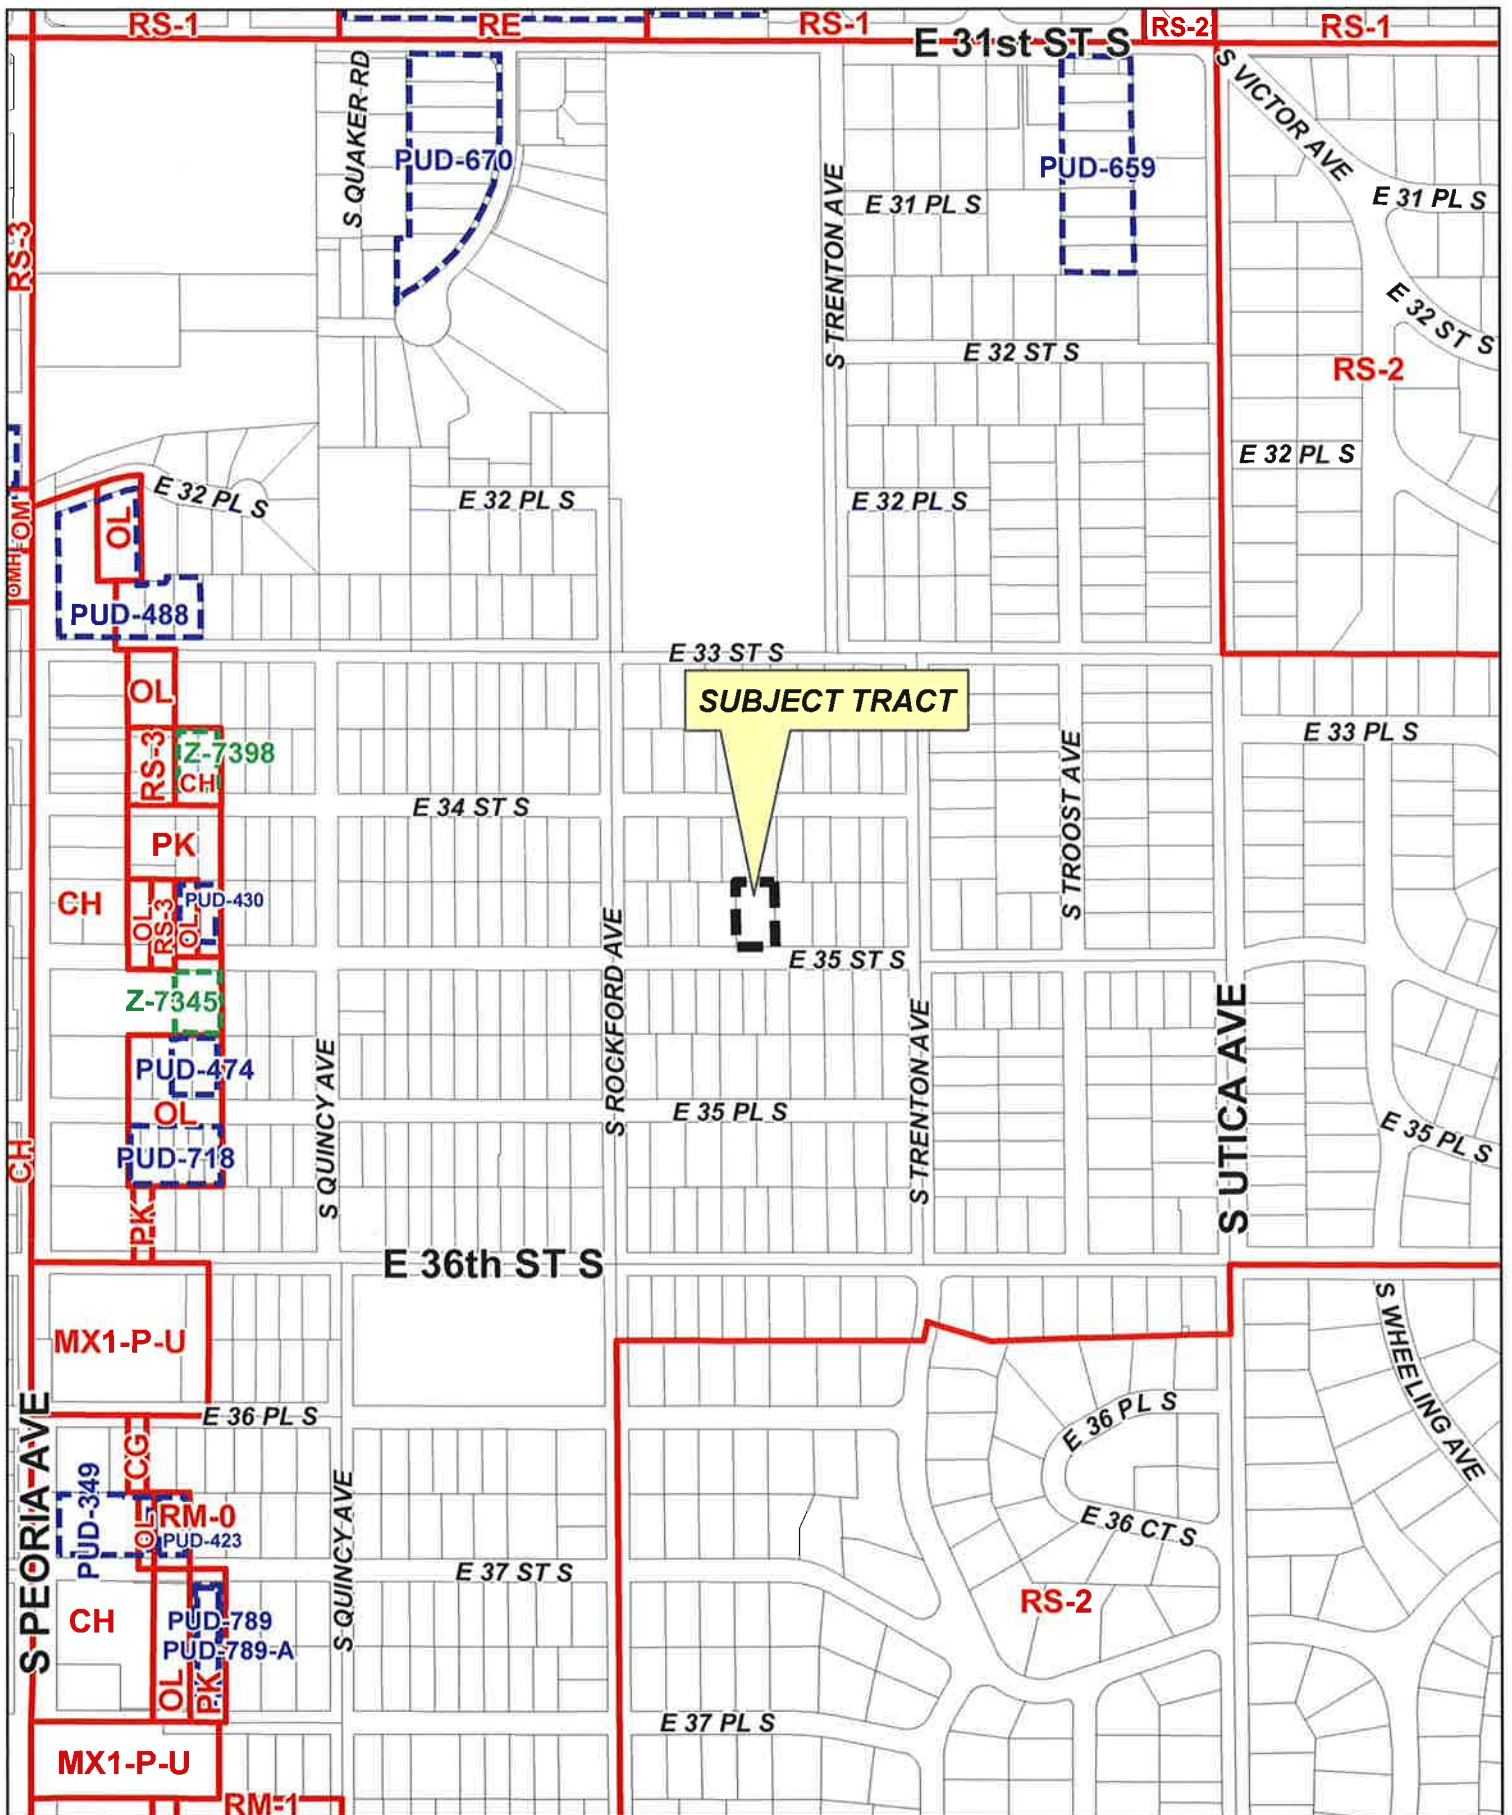 RS-1
RE
RS-1
RS-2
RS-1
E 31st ST S
S QUAKER RD
S VICTOR AVE
PUD-670
PUD-659
E 31 PL S
E 31 PL S
S TRENTON AVE
RS-3
E 32 ST S
E 32 ST S
RS-2
E 32 PL S
E 32 PL S
E 32 PL S
E 32 PL S
OL
OM
OMH
PUD-488
E 33 ST S
OL
SUBJECT TRACT
E 33 PL S
RS-3
Z-7398
CH
E 34 ST S
S TROOST AVE
PK
CH
OL
RS-3
OL
PUD-430
S ROCKFORD AVE
E 35 ST S
Z-7345
S TRENTON AVE
S UTICA AVE
PUD-474
S QUINCY AVE
OL
E 35 PL S
E 35 PL S
CH
PUD-718
PK
E 36th ST S
MX1-P-U
S WHEELING AVE
S PEORIA AVE
E 36 PL S
E 36 PL S
CG
PUD-349
OL
RM-0
PUD-423
E 36 CT S
S QUINCY AVE
E 37 ST S
RS-2
CH
PUD-789
PUD-789-A
OL
PK
E 37 PL S
MX1-P-U
RM-1